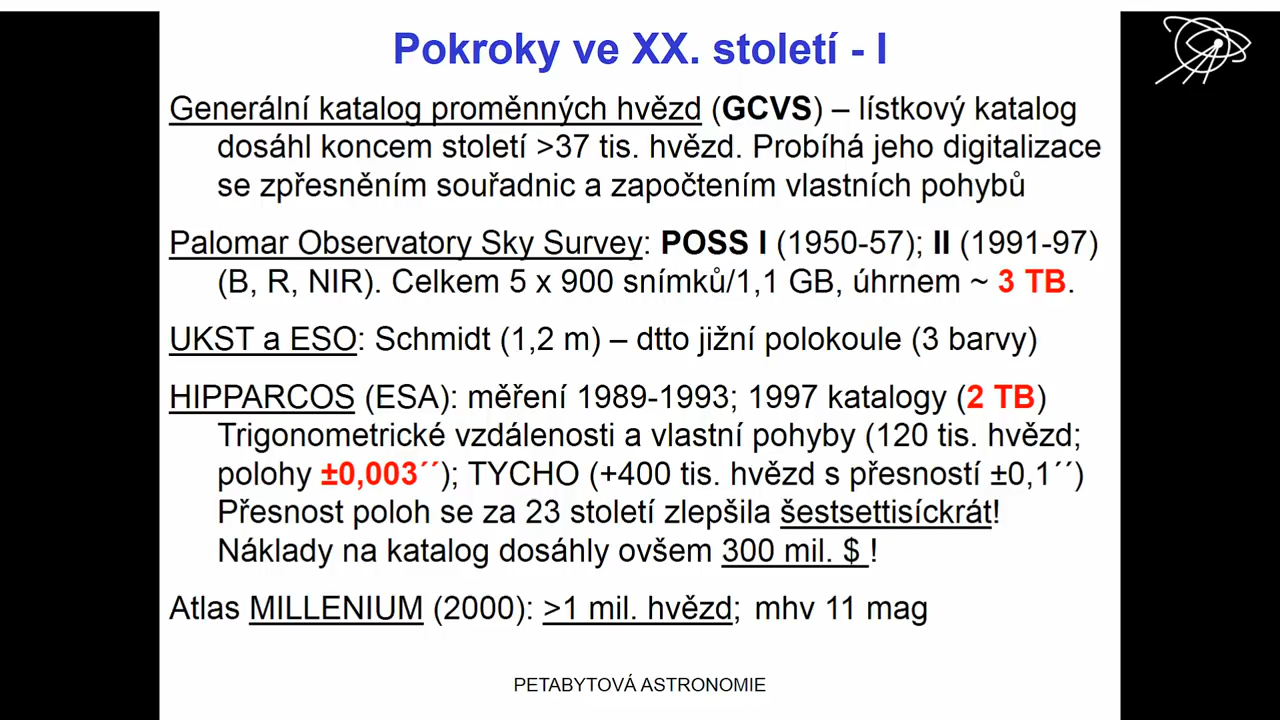 Pokroky ve XX. století - I
Generální katalog proměnných hvězd (GCVS) – lístkový katalog
dosáhl koncem století >37 tis. hvězd. Probíhá jeho digitalizace
se zpřesněním souřadnic a započtením vlastních pohybů
Palomar Observatory Sky Survey: POSS I (1950-57); II (1991-97)
(B, R, NIR). Celkem 5 x 900 snímků/1,1 GB, úhrnem ~ 3 TB.
UKST a ESO: Schmidt (1,2 m) – dtto jižní polokoule (3 barvy)
HIPPARCOS (ESA): měření 1989-1993; 1997 katalogy (2 TB)
Trigonometrické vzdálenosti a vlastní pohyby (120 tis. hvězd;
polohy ±0,003´´); TYCHO (+400 tis. hvězd s přesností ±0,1´´)
Přesnost poloh se za 23 století zlepšila šestsettisíckrát!
Náklady na katalog dosáhly ovšem 300 mil. $ !
Atlas MILLENIUM (2000): >1 mil. hvězd; mhv 11 mag
PETABYTOVÁ ASTRONOMIE